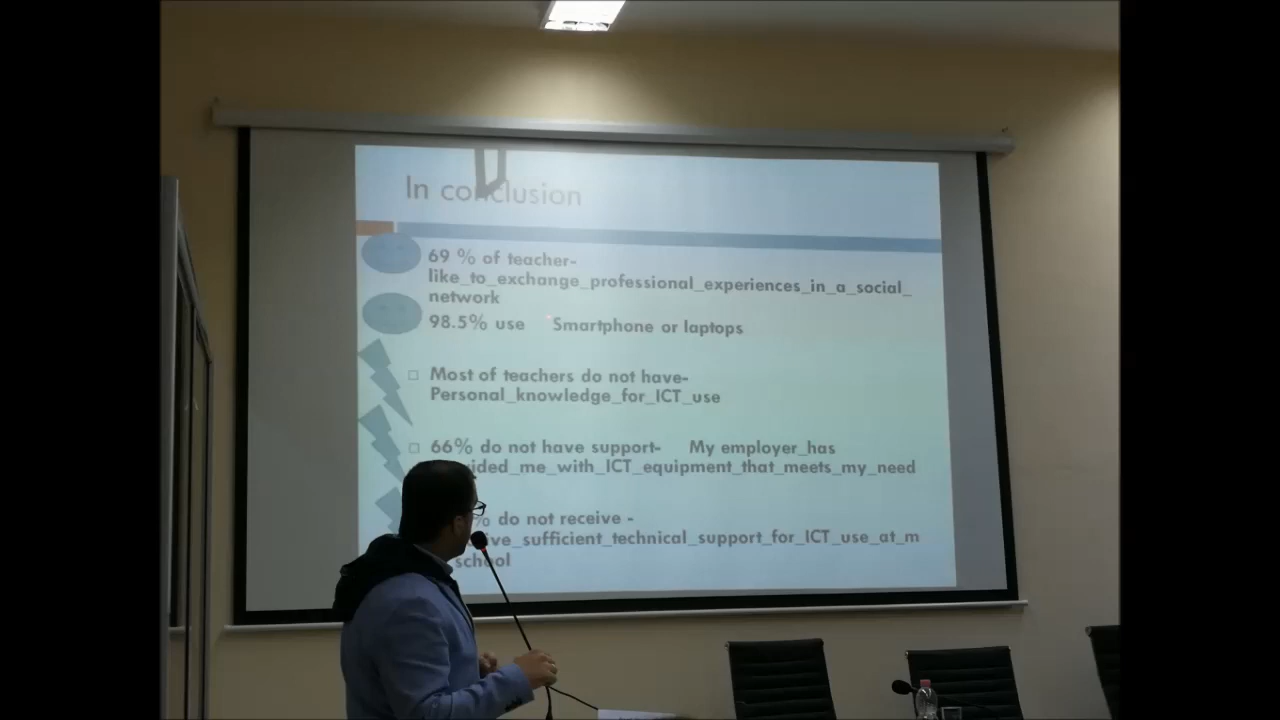 In conclusion
69 % of teacher-
like_to_exchange_professional_experiences_in_a_social_
network
98.5% use Smartphone or laptops
Most of teachers do not have-
Personal_knowledge_for_ICT_use
66% do not have support- My employer_has
ided_me_with_ICT_equipment_that_meets_my_need
% do not receive -
ive_sufficient_technical_support_for_ICT_use_at_m
school